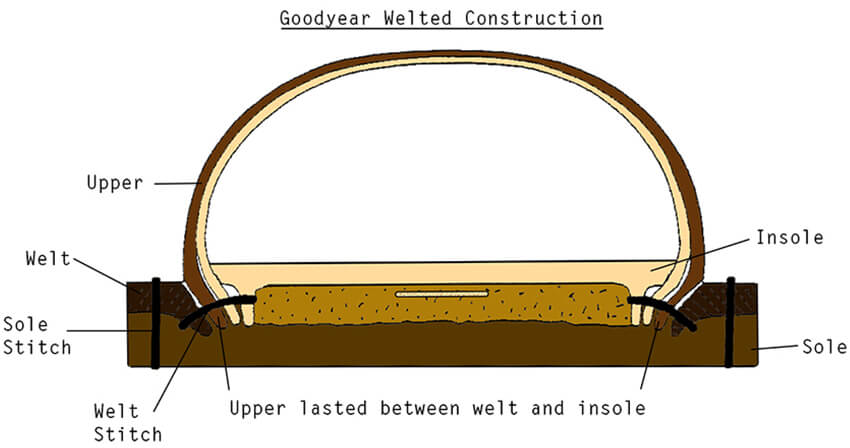 Goodyear Welted Construction
Upper
Insole
Welt
Sole
Stitch
Sole
Upper lasted between welt and insole
Welt
Stitch